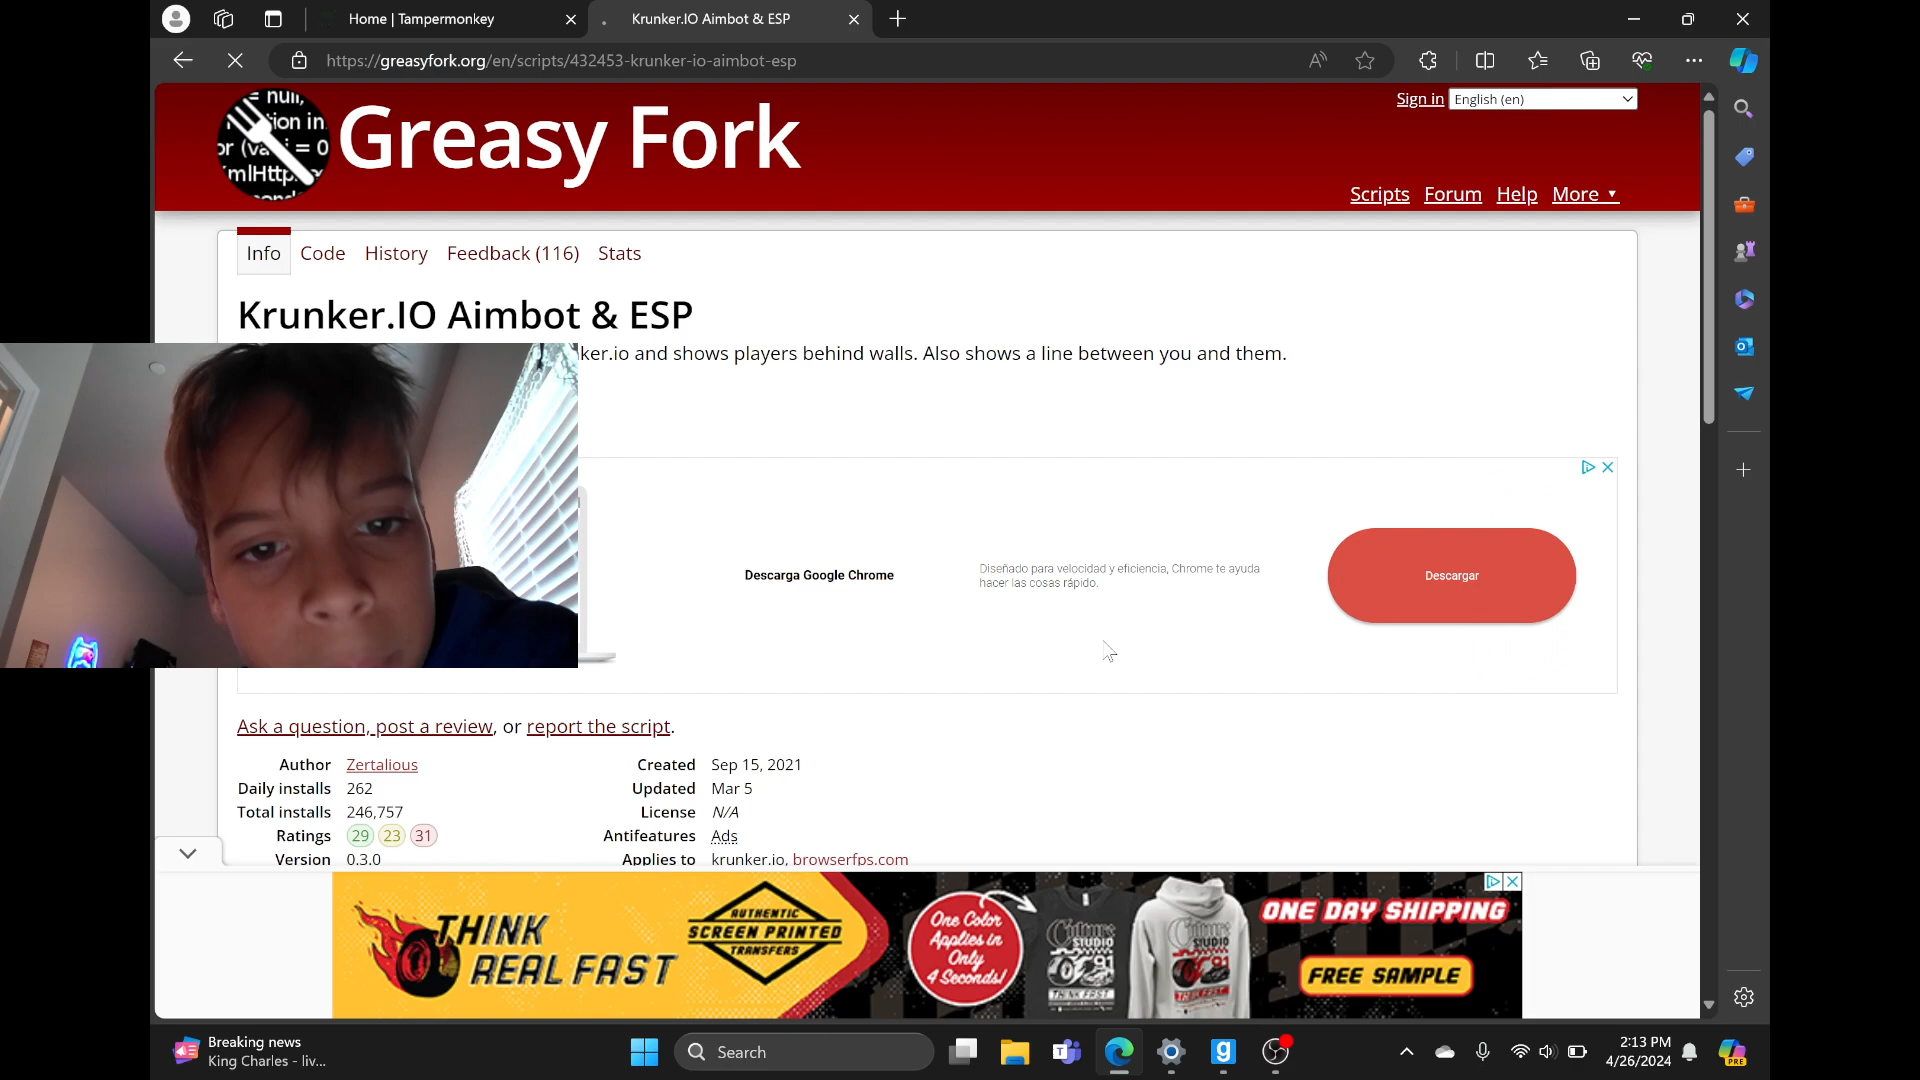 Home | Tampermonkey
Krunker.IO Aimbot & ESP
https://greasyfork.org/en/scripts/432453-krunker-io-aimbot-esp
Sign in English (en)
Greasy Fork
Scripts Forum Help More
Info Code History Feedback (116) Stats
Krunker.IO Aimbot & ESP
ker.io and shows players behind walls. Also shows a line between you and them.
Descarga Google Chrome
Diseñado para velocidad y eficiencia, Chrome te ayuda
hacer las cosas rápido.
Descargar
Ask a question, post a review, or report the script.
Author Zertalious Created Sep 15, 2021
Daily installs 262 Updated Mar 5
Total installs 246,757 License N/A
Ratings 29 23 31 Antifeatures Ads
Version 0.3.0 Applies to krunker.io, browserfps.com
THINK
REAL FAST
AUTHENTIC
SCREEN PRINTED
TRANSFERS
One Color
Applies in
Only
4 Seconds!
ONE DAY SHIPPING
FREE SAMPLE
Breaking news
King Charles - liv...
Search
2:13 PM
4/26/2024
PRE